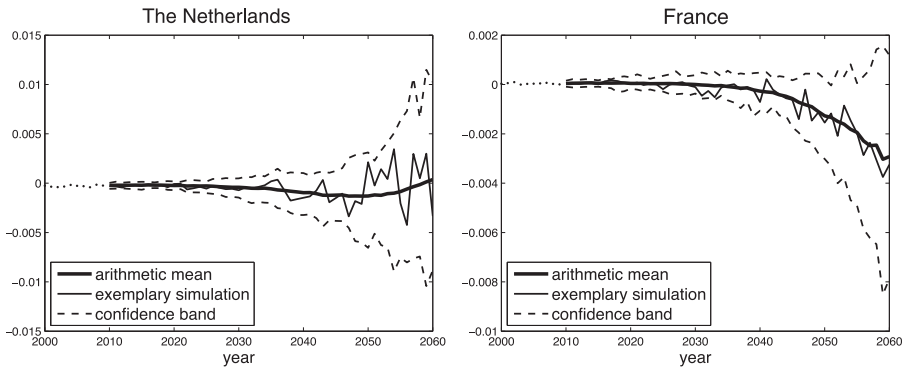 The Netherlands
0.015
0.01
0.005
0
−0.005
−0.01
−0.015
arithmetic mean
exemplary simulation
confidence band
2000 2010 2020 2030 2040 2050 2060
year
France
0.002
0
−0.002
−0.004
−0.006
−0.008
−0.01
arithmetic mean
exemplary simulation
confidence band
2000 2010 2020 2030 2040 2050 2060
year